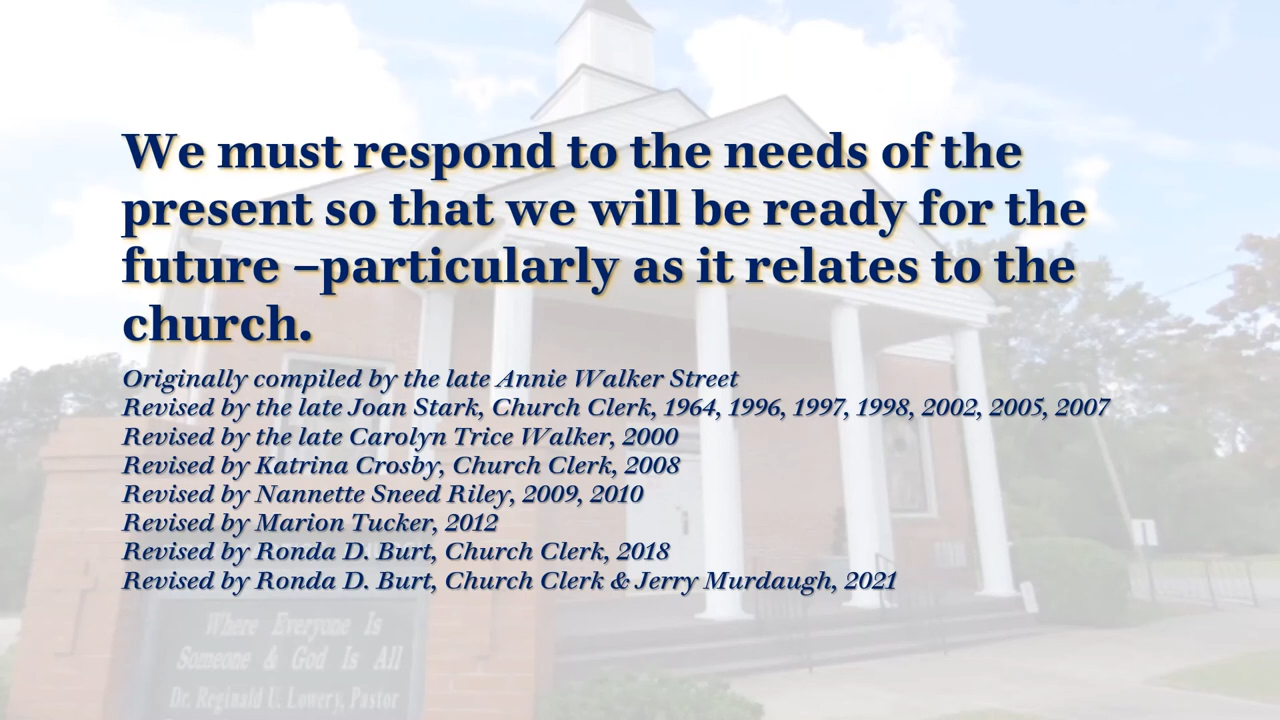 We must respond to the needs of the
present so that we will be ready for the
future –particularly as it relates to the
church.
Originally compiled by the late Annie Walker Street
Revised by the late Joan Stark, Church Clerk, 1964, 1996, 1997, 1998, 2002, 2005, 2007
Revised by the late Carolyn Trice Walker, 2000
Revised by Katrina Crosby, Church Clerk, 2008
Revised by Nannette Sneed Riley, 2009, 2010
Revised by Marion Tucker, 2012
Revised by Ronda D. Burt, Church Clerk, 2018
Revised by Ronda D. Burt, Church Clerk & Jerry Murdaugh, 2021
Where Everyone Is
Someone & God Is All
Dr. Reginald U. Lowery, Pastor